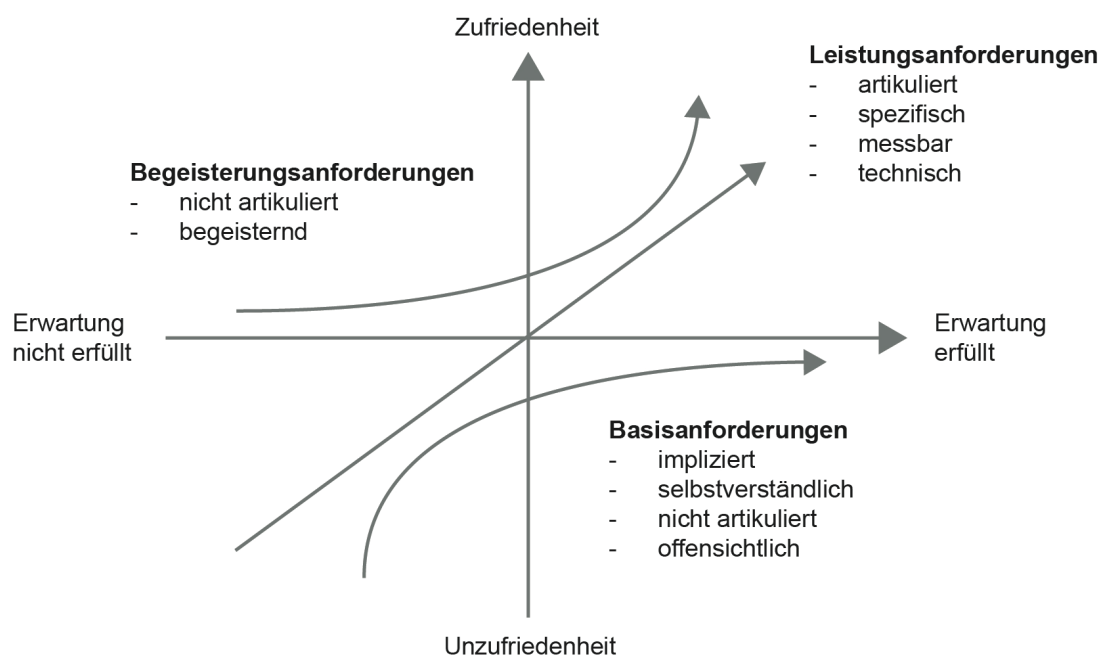 Zufriedenheit
Leistungsanforderungen
- artikuliert
- spezifisch
- messbar
- technisch
Begeisterungsanforderungen
- nicht artikuliert
- begeisternd
Erwartung
nicht erfüllt
Erwartung
erfüllt
Basisanforderungen
- impliziert
- selbstverständlich
- nicht artikuliert
- offensichtlich
Unzufriedenheit